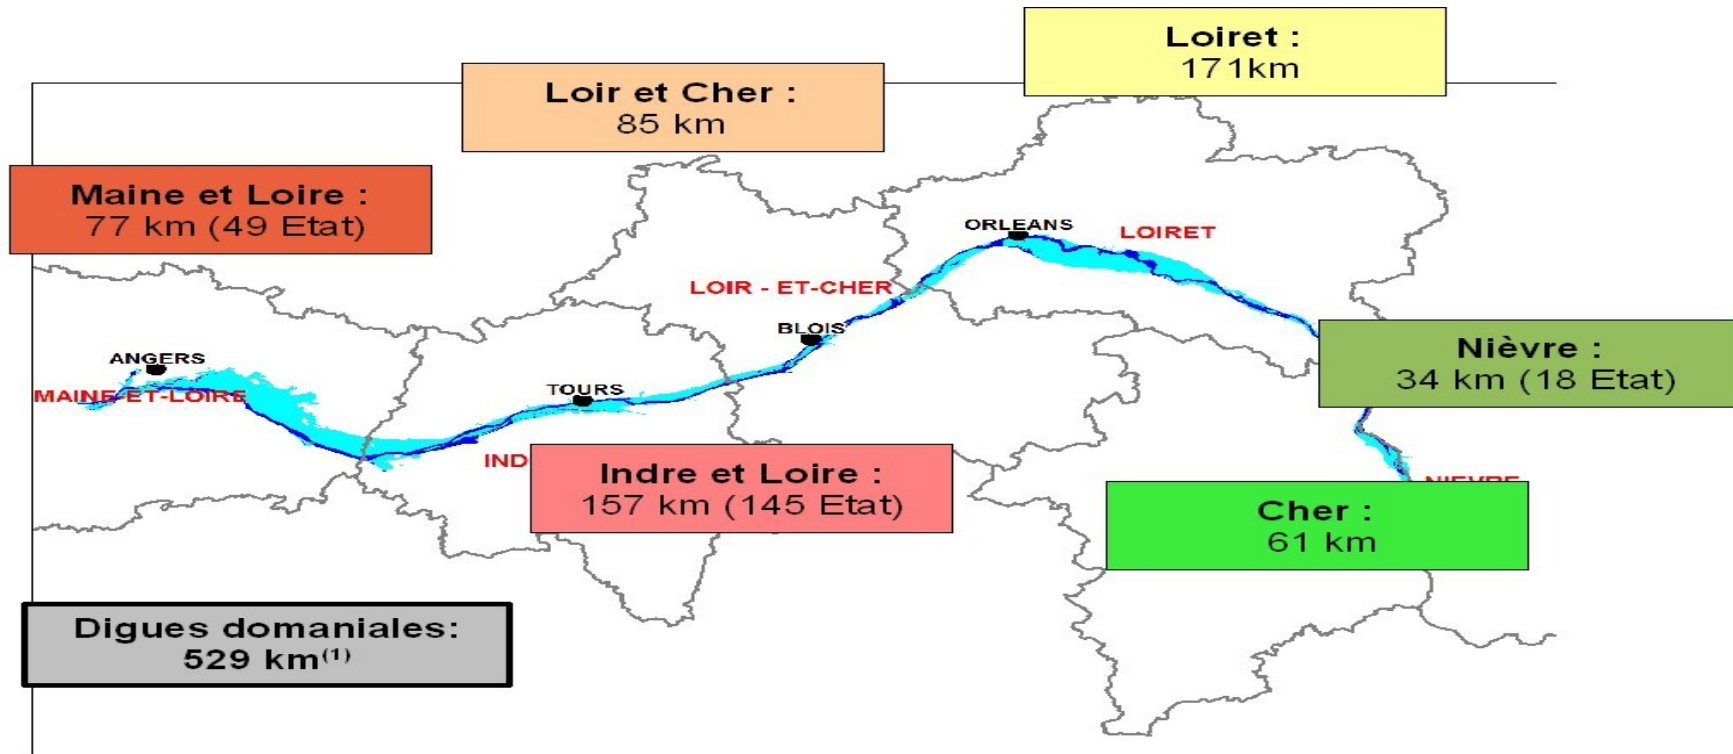 Loiret :
171km
Loir et Cher :
85 km
Maine et Loire :
77 km (49 Etat)
ORLEANS
LOIRET
LOIR - ET-CHER
BLOIS
ANGERS
MAINE-ET-LOIRE
TOURS
Nièvre :
34 km (18 Etat)
IND
Indre et Loire :
157 km (145 Etat)
NIEVRE
Cher :
61 km
Digues domaniales:
529 km(1)